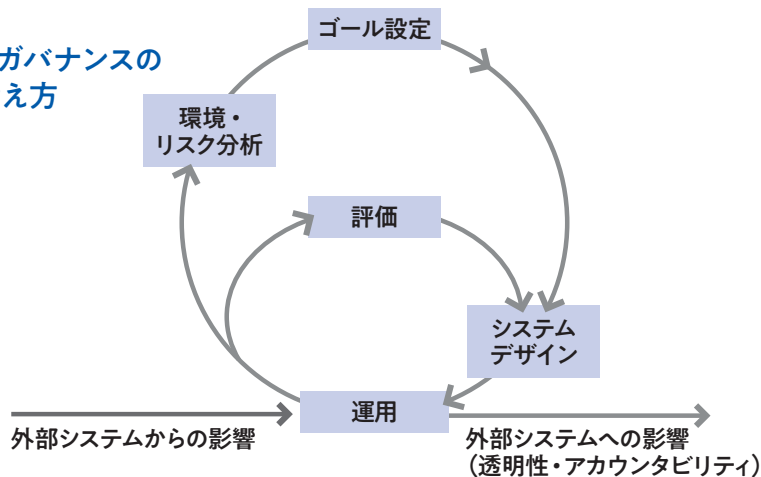 ガバナンスの
え方
ゴール設定
環境・
リスク分析
評価
システム
デザイン
運用
外部システムからの影響
外部システムへの影響
(透明性・アカウンタビリティ)